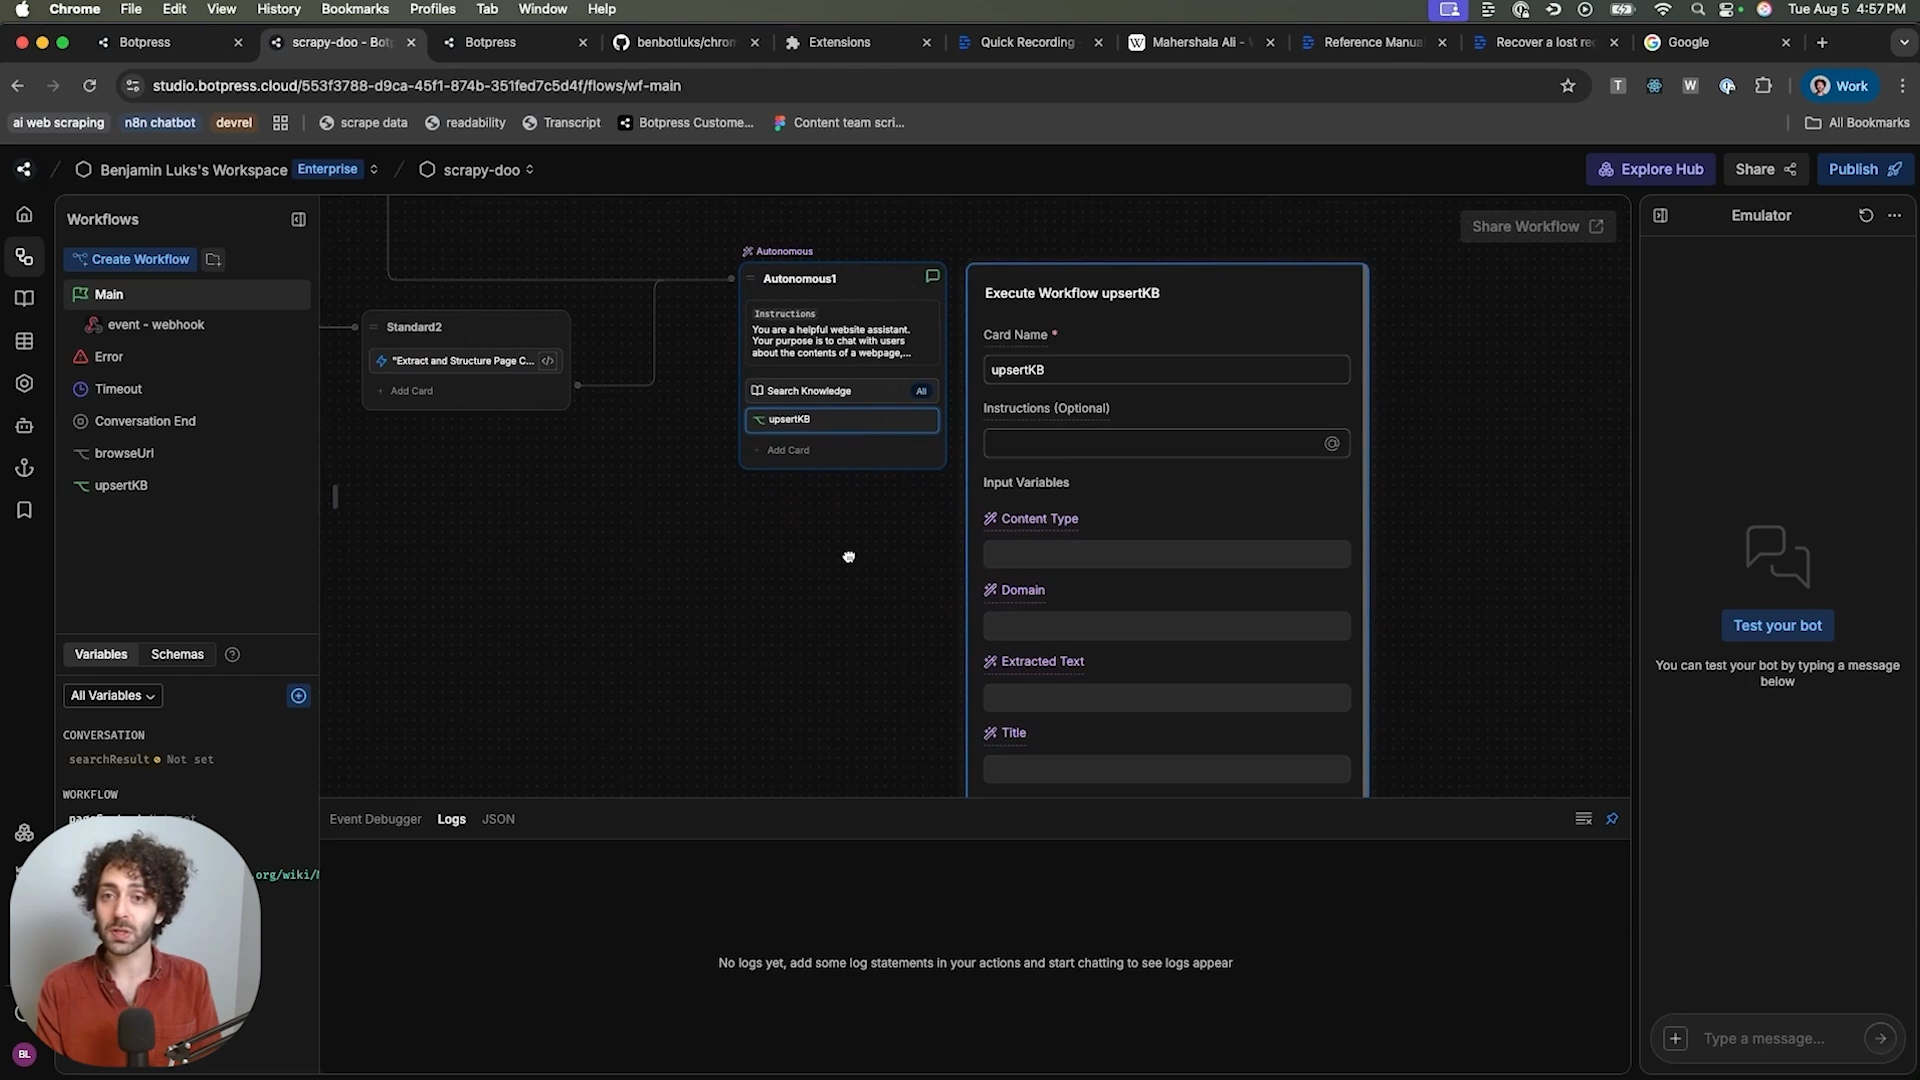 Chrome File Edit View History Bookmarks Profiles Tab Window Help Tue Aug 5 4:57 PM
Botpress
scrapy-doo - Botp
Botpress
benbotluks/chrom
Extensions
Quick Recording
Mahershala Ali -
Reference Manua
Recover a lost rec
Google
studio.botpress.cloud/553f3788-d9ca-45f1-874b-351fed7c5d4f/flows/wf-main
T
W
Work
ai web scraping n8n chatbot devrel scrape data readability Transcript Botpress Custome... Content team scri... All Bookmarks
Benjamin Luks's Workspace Enterprise / scrapy-doo
Explore Hub
Share
Publish
Workflows
Create Workflow
Main
event - webhook
Error
Timeout
Conversation End
browseUrl
upsertKB
Variables
Schemas
All Variables
CONVERSATION
searchResult Not set
WORKFLOW
.org/wiki/M
BL
Share Workflow
Standard2
"Extract and Structure Page C...
+ Add Card
Autonomous
Autonomous1
Instructions
You are a helpful website assistant.
Your purpose is to chat with users
about the contents of a webpage,...
Search Knowledge All
upsertKB
+ Add Card
Execute Workflow upsertKB
Card Name *
upsertKB
Instructions (Optional)
@
Input Variables
Content Type
Domain
Extracted Text
Title
Event Debugger Logs JSON
No logs yet, add some log statements in your actions and start chatting to see logs appear
Emulator
Test your bot
You can test your bot by typing a message
below
Type a message...